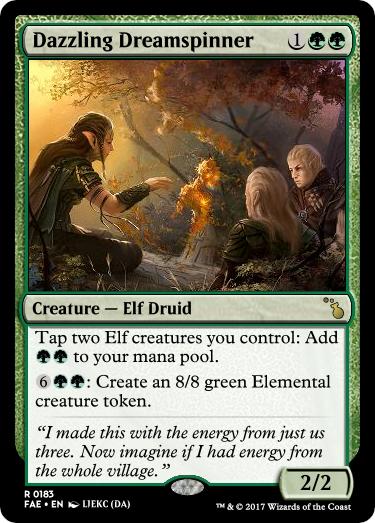 Dazzling Dreamspinner 1
Creature — Elf Druid
Tap two Elf creatures you control: Add
to your mana pool.
6: Create an 8/8 green Elemental
creature token.
“I made this with the energy from just us
three. Now imagine if I had energy from
the whole village.”
2/2
R 0183
FAE • EN IJEKC (DA)
™ & © 2017 Wizards of the Coast